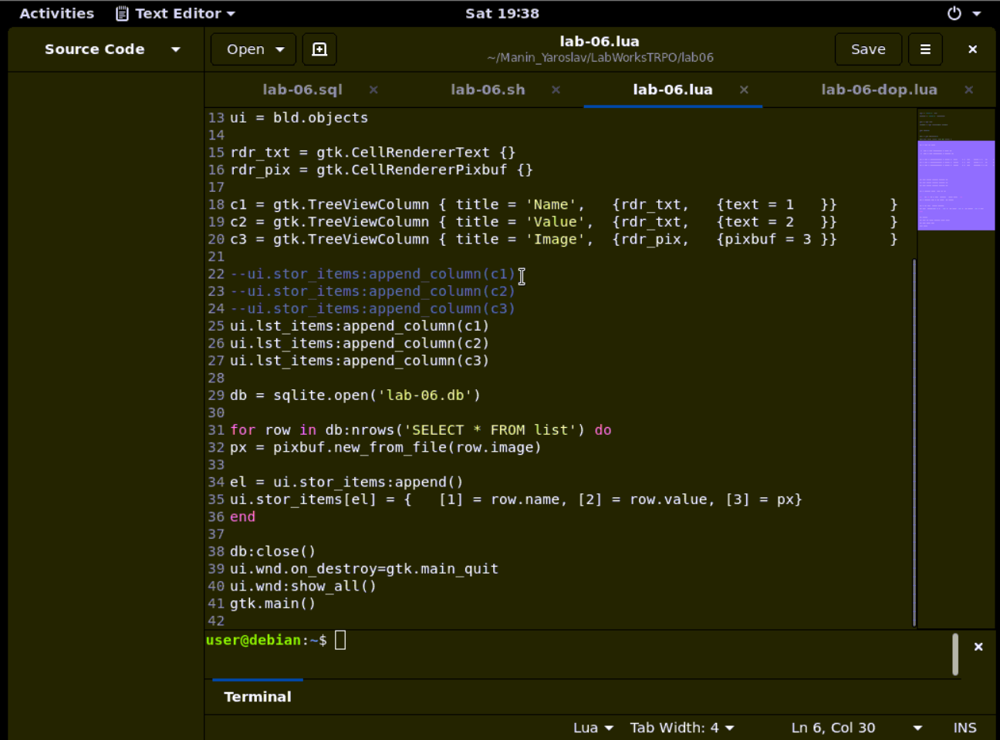 Activities Text Editor Sat 19:38
Source Code Open lab-06.lua Save
~/Manin_Yaroslav/LabWorksTRPO/lab06
lab-06.sql lab-06.sh lab-06.lua lab-06-dop.lua
13 ui = bld.objects
14
15 rdr_txt = gtk.CellRendererText {}
16 rdr_pix = gtk.CellRendererPixbuf {}
17
18 c1 = gtk.TreeViewColumn { title = 'Name',   {rdr_txt,   {text = 1   }}      }
19 c2 = gtk.TreeViewColumn { title = 'Value',  {rdr_txt,   {text = 2   }}      }
20 c3 = gtk.TreeViewColumn { title = 'Image',  {rdr_pix,   {pixbuf = 3 }}      }
21
22 --ui.stor_items:append_column(c1)
23 --ui.stor_items:append_column(c2)
24 --ui.stor_items:append_column(c3)
25 ui.lst_items:append_column(c1)
26 ui.lst_items:append_column(c2)
27 ui.lst_items:append_column(c3)
28
29 db = sqlite.open('lab-06.db')
30
31 for row in db:nrows('SELECT * FROM list') do
32 px = pixbuf.new_from_file(row.image)
33
34 el = ui.stor_items:append()
35 ui.stor_items[el] = {   [1] = row.name, [2] = row.value, [3] = px}
36 end
37
38 db:close()
39 ui.wnd.on_destroy=gtk.main_quit
40 ui.wnd:show_all()
41 gtk.main()
42
user@debian:~$
Terminal
Lua Tab Width: 4 Ln 6, Col 30 INS